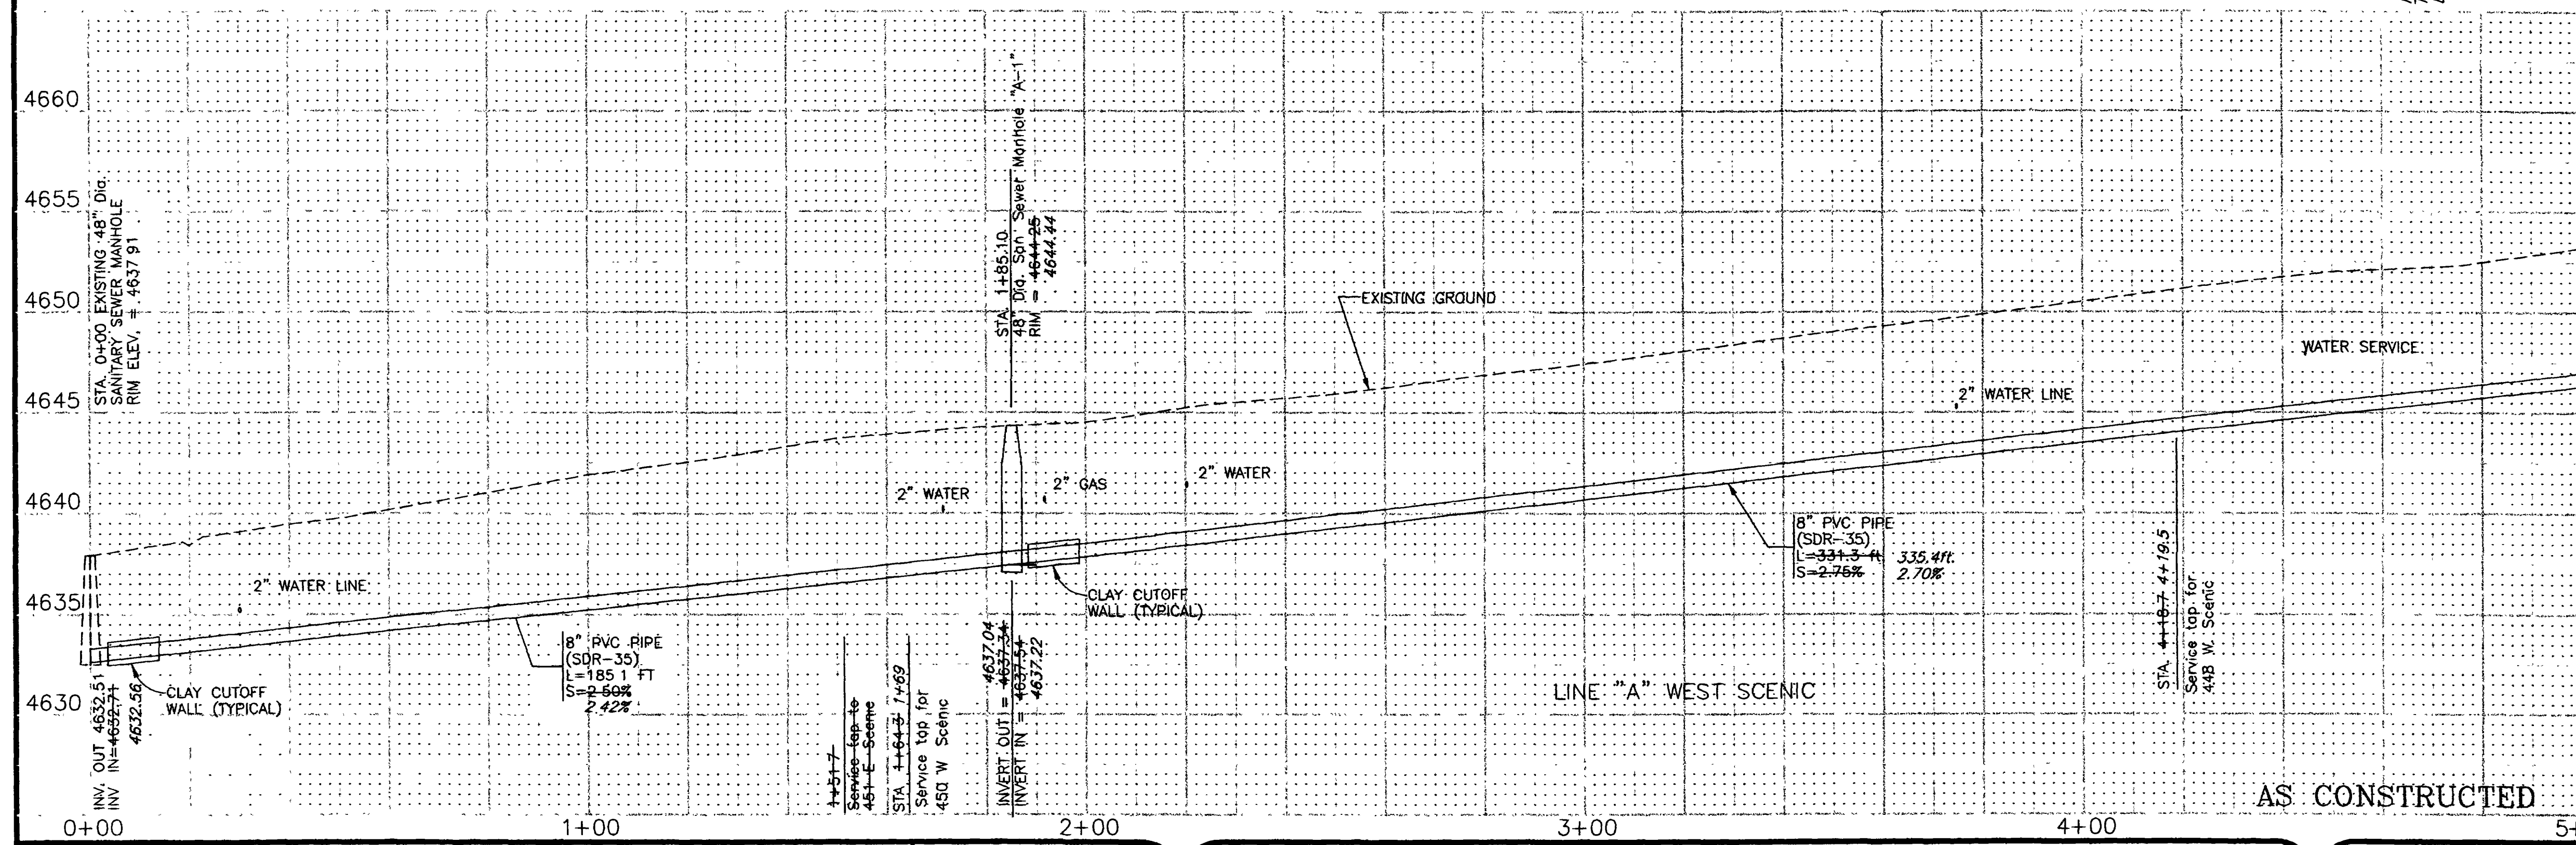 4660
4655
4650
4645
4640
4635
4630
STA. 0+00 EXISTING 48" Dia.
SANITARY SEWER MANHOLE
RIM ELEV. = 4637 91
INV. OUT 4632.51
INV IN=4632.71
4632.56
2" WATER LINE
CLAY CUTOFF
WALL (TYPICAL)
8" PVC PIPE
(SDR-35)
L=185 1 FT
S=2 50%
2.42%
1+51 7
Service tap to
451 E Scenic
STA 1+64 3 1+69
Service tap for
450 W Scenic
2" WATER
STA. 1+85.10
48" Dia. San Sewer Manhole "A-1"
RIM = 4644 25
4644.44
4637.04
INVERT OUT = 4637.34
INVERT IN = 4637.54
4637.22
2" GAS
2" WATER
CLAY CUTOFF
WALL (TYPICAL)
EXISTING GROUND
8" PVC PIPE
(SDR-35)
L=331.3 ft 335.4ft.
S=2.75% 2.70%
LINE "A" WEST SCENIC
2" WATER LINE
WATER SERVICE
STA. 4+18.7 4+19.5
Service tap for
448 W. Scenic
AS CONSTRUCTED
0+00
1+00
2+00
3+00
4+00
5+